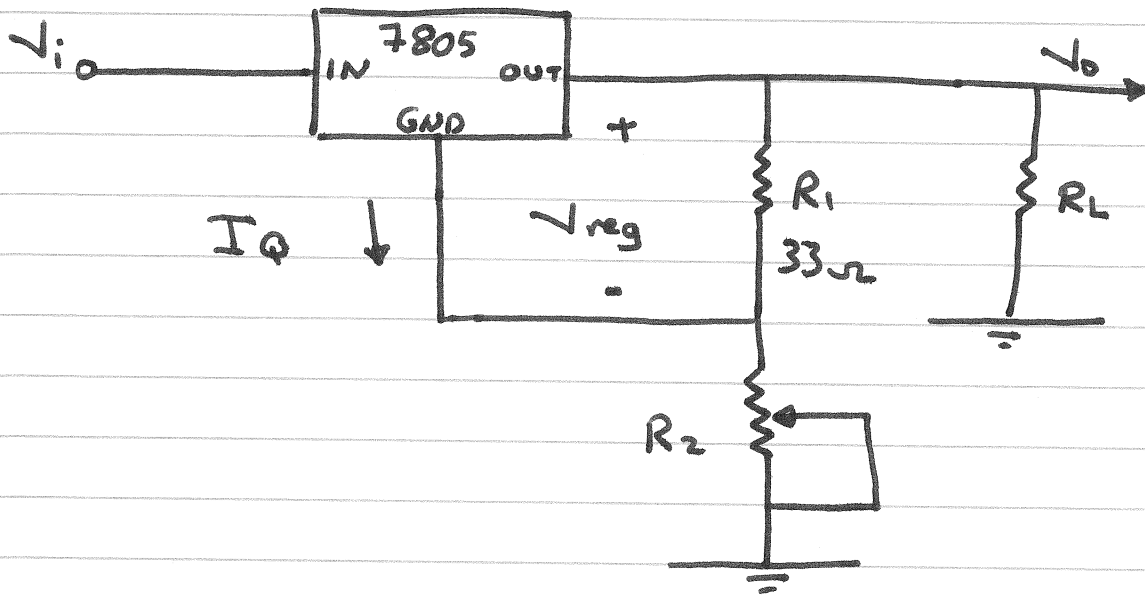 Vi
7805
IN OUT
GND
Vo
+
IQ
Vreg
-
R1
33Ω
RL
R2